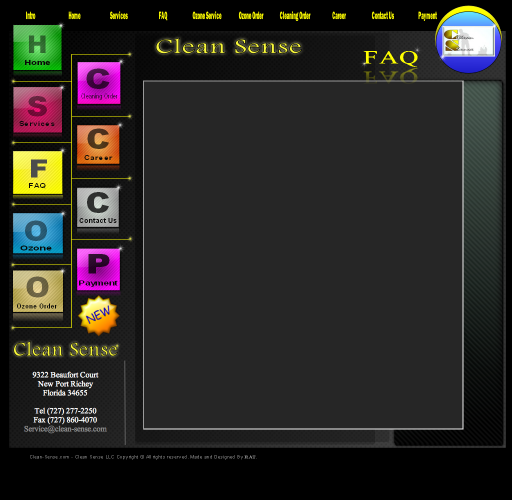 Intro Home Services FAQ Ozone Service Ozone Order Cleaning Order Career Contact Us Payment
Clean Sense
FAQ
H
Home
C
Cleaning Order
S
Services
C
Career
F
FAQ
C
Contact Us
O
Ozone
P
Payment
O
Ozone Order
NEW
Clean Sense
9322 Beaufort Court
New Port Richey
Florida 34655
Tel (727) 277-2250
Fax (727) 860-4070
Service@clean-sense.com
Clean-Sense.com - Clean Sense LLC Copyright © All rights reserved. Made and Designed By